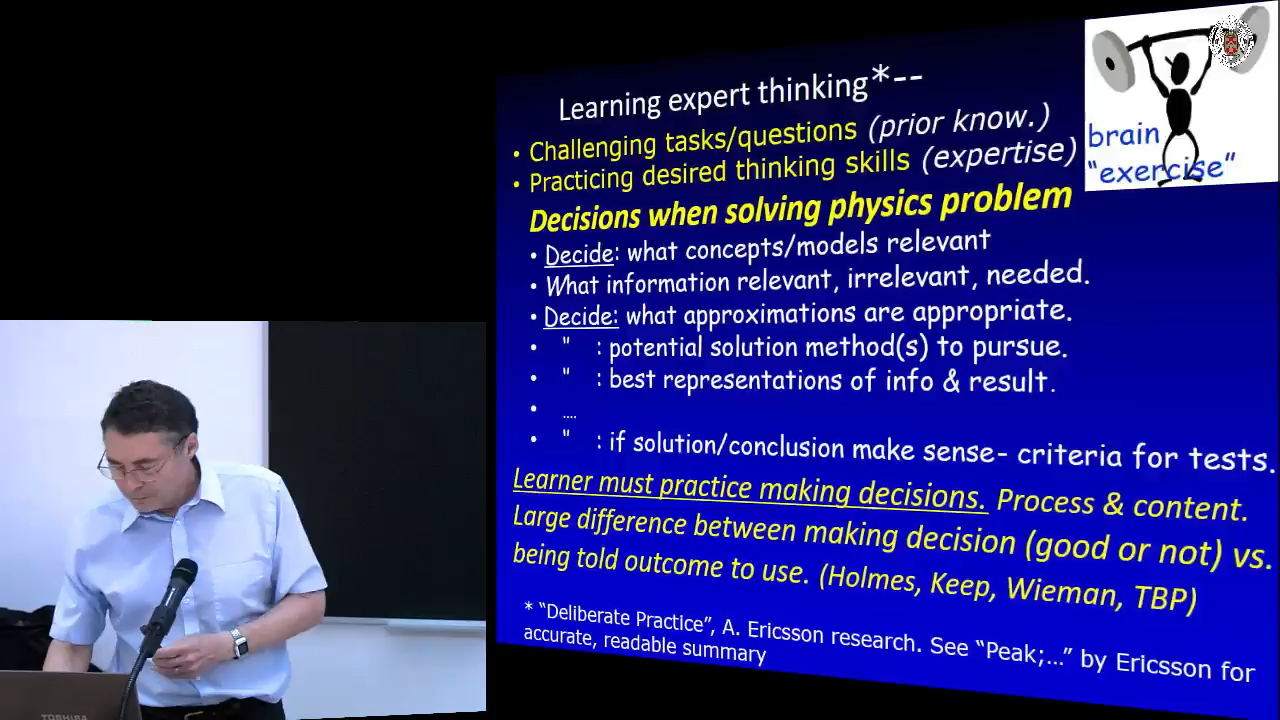 Learning expert thinking*--
• Challenging tasks/questions (prior know.)
• Practicing desired thinking skills (expertise)
brain
"exercise"
Decisions when solving physics problem
• Decide: what concepts/models relevant
• What information relevant, irrelevant, needed.
• Decide: what approximations are appropriate.
• " : potential solution method(s) to pursue.
• " : best representations of info & result.
• ....
• " : if solution/conclusion make sense- criteria for tests.
Learner must practice making decisions. Process & content.
Large difference between making decision (good or not) vs.
being told outcome to use. (Holmes, Keep, Wieman, TBP)
* "Deliberate Practice", A. Ericsson research. See "Peak;…" by Ericsson for
accurate, readable summary
TOSHIBA